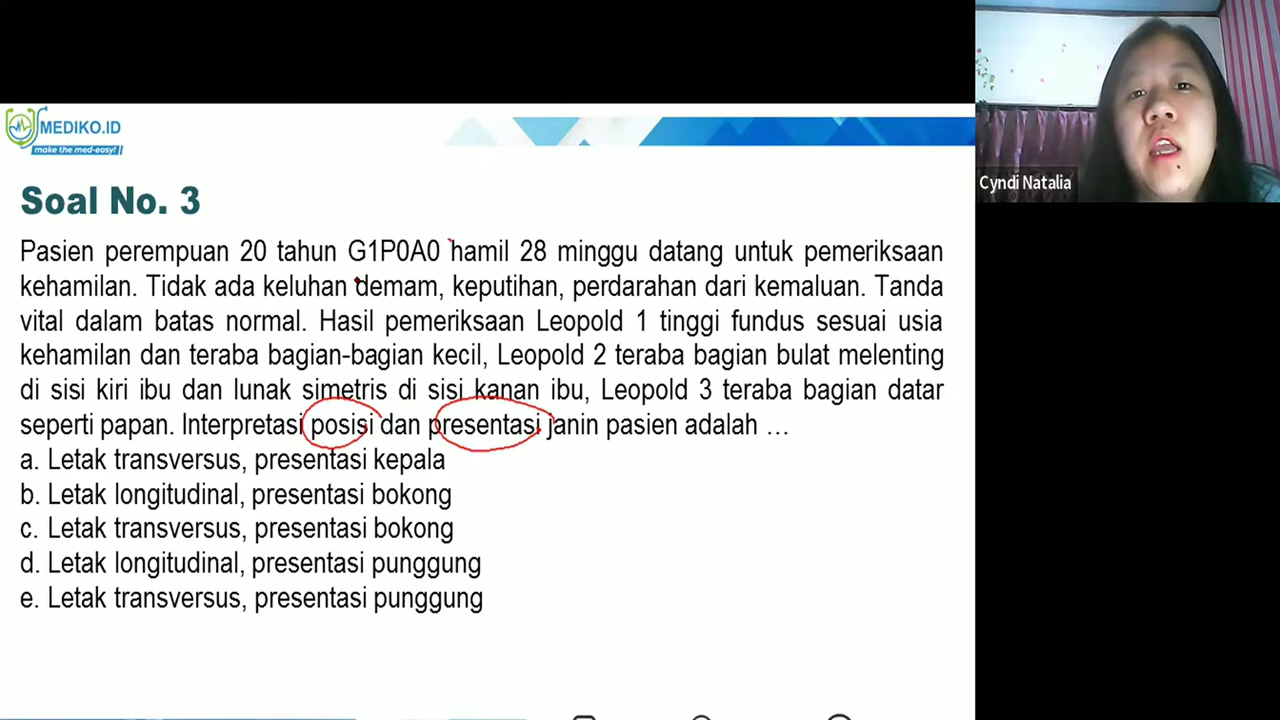 MEDIKO.ID
make the med-easy!
Cyndi Natalia
Soal No. 3
Pasien perempuan 20 tahun G1P0A0 hamil 28 minggu datang untuk pemeriksaan
kehamilan. Tidak ada keluhan demam, keputihan, perdarahan dari kemaluan. Tanda
vital dalam batas normal. Hasil pemeriksaan Leopold 1 tinggi fundus sesuai usia
kehamilan dan teraba bagian-bagian kecil, Leopold 2 teraba bagian bulat melenting
di sisi kiri ibu dan lunak simetris di sisi kanan ibu, Leopold 3 teraba bagian datar
seperti papan. Interpretasi posisi dan presentasi janin pasien adalah …
a. Letak transversus, presentasi kepala
b. Letak longitudinal, presentasi bokong
c. Letak transversus, presentasi bokong
d. Letak longitudinal, presentasi punggung
e. Letak transversus, presentasi punggung